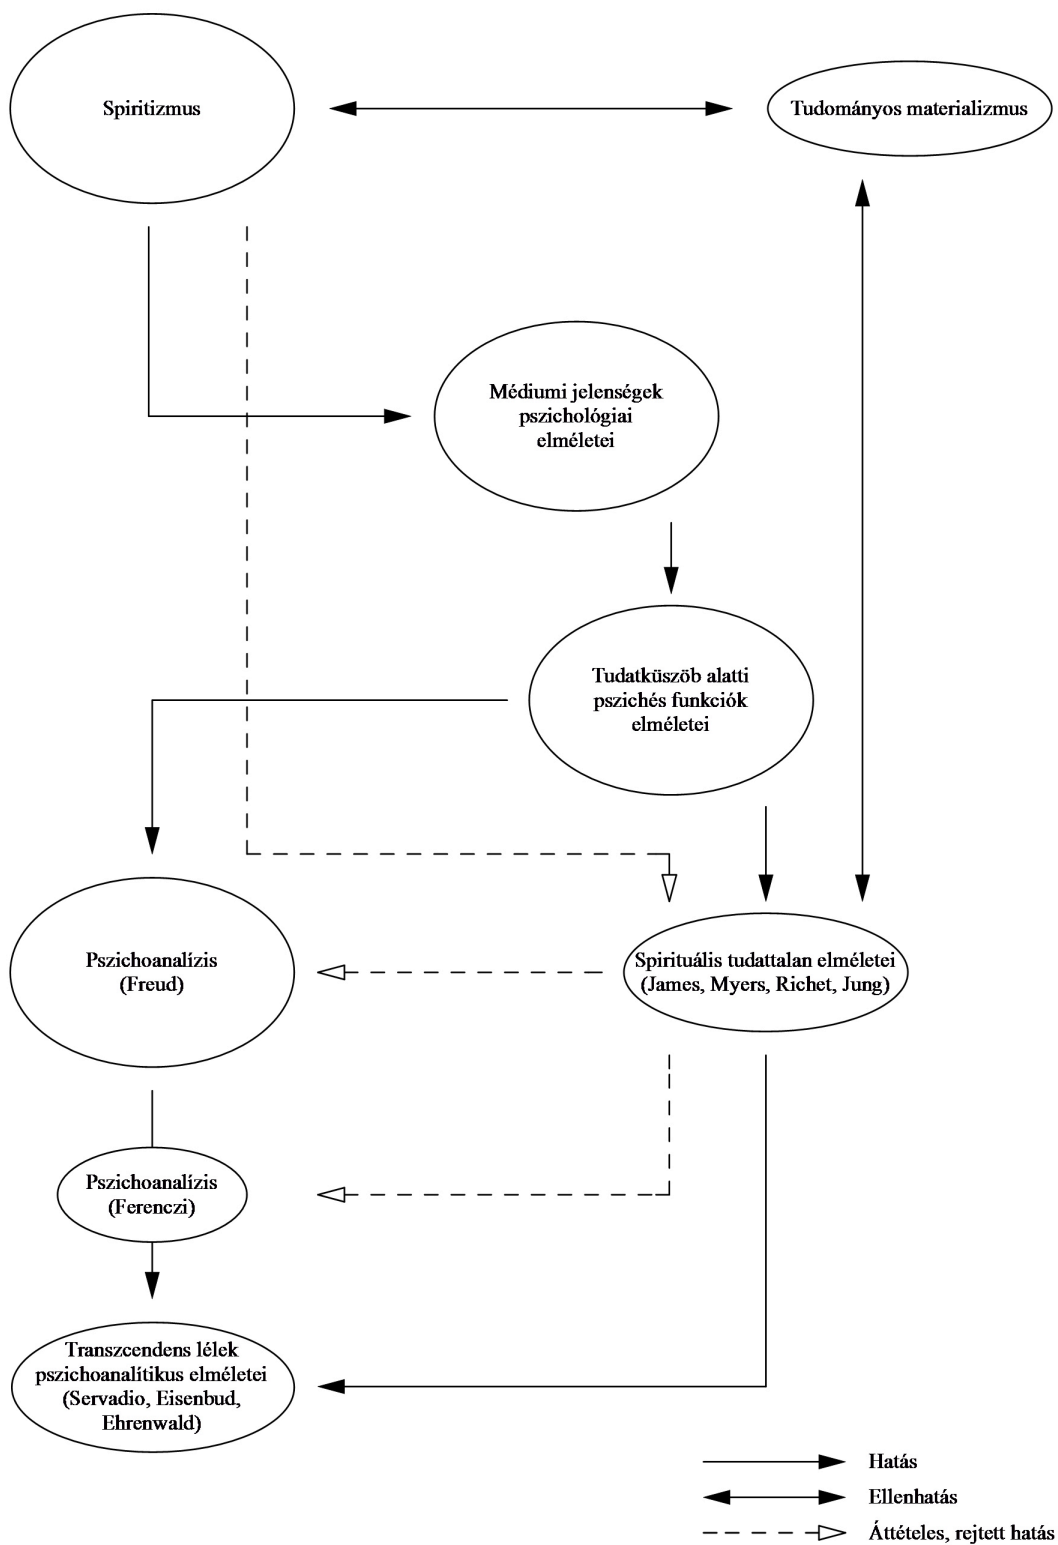 Spiritizmus
Tudományos materializmus
Médiumi jelenségek
pszichológiai
elméletei
Tudatküszöb alatti
pszichés funkciók
elméletei
Pszichoanalízis
(Freud)
Spirituális tudattalan elméletei
(James, Myers, Richet, Jung)
Pszichoanalízis
(Ferenczi)
Transzcendens lélek
pszichoanalítikus elméletei
(Servadio, Eisenbud,
Ehrenwald)
Hatás
Ellenhatás
Áttételes, rejtett hatás